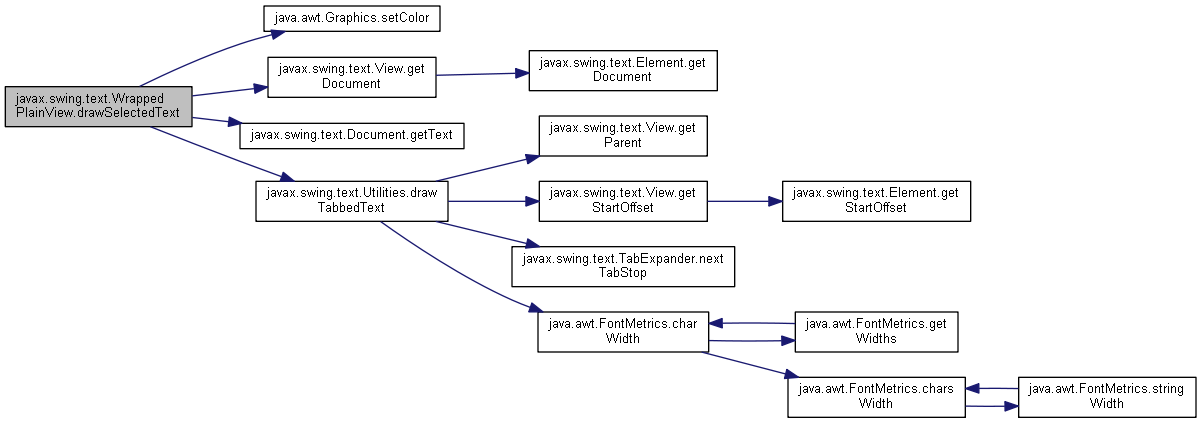 java.awt.Graphics.setColor
javax.swing.text.View.get
Document
javax.swing.text.Element.get
Document
javax.swing.text.Wrapped
PlainView.drawSelectedText
javax.swing.text.Document.getText
javax.swing.text.View.get
Parent
javax.swing.text.Utilities.draw
TabbedText
javax.swing.text.View.get
StartOffset
javax.swing.text.Element.get
StartOffset
javax.swing.text.TabExpander.next
TabStop
java.awt.FontMetrics.char
Width
java.awt.FontMetrics.get
Widths
java.awt.FontMetrics.chars
Width
java.awt.FontMetrics.string
Width